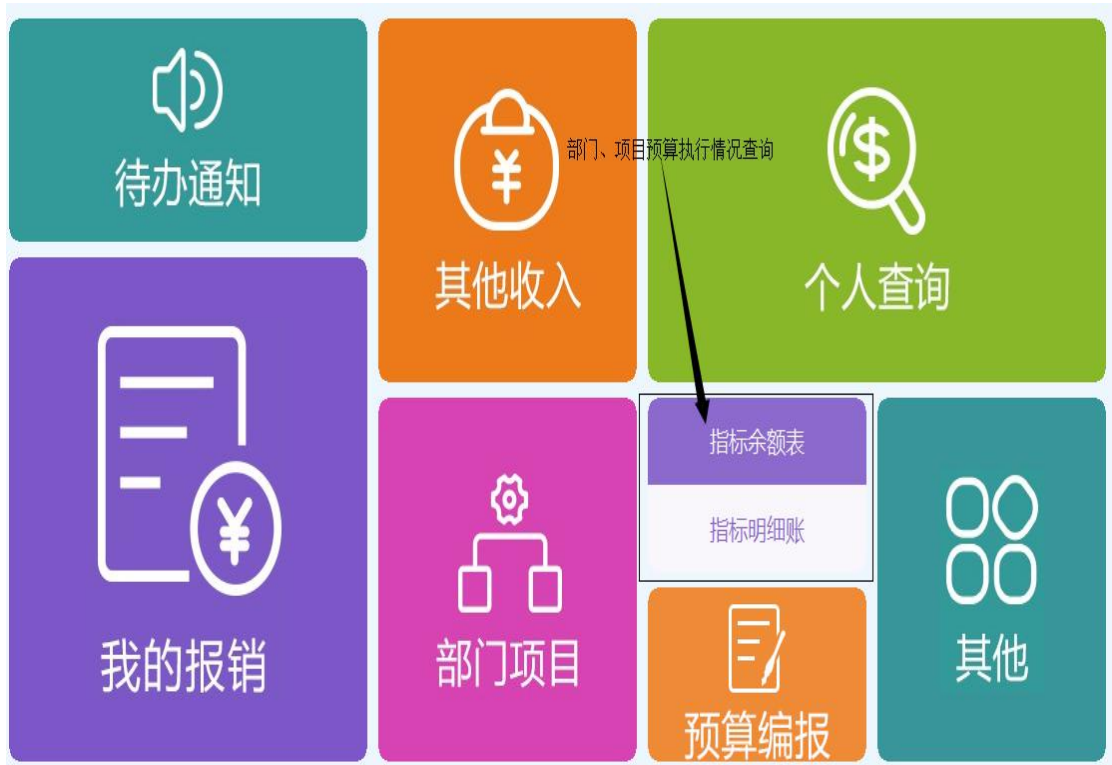 待办通知
其他收入
部门、项目预算执行情况查询
个人查询
我的报销
部门项目
指标余额表
指标明细账
预算编报
其他